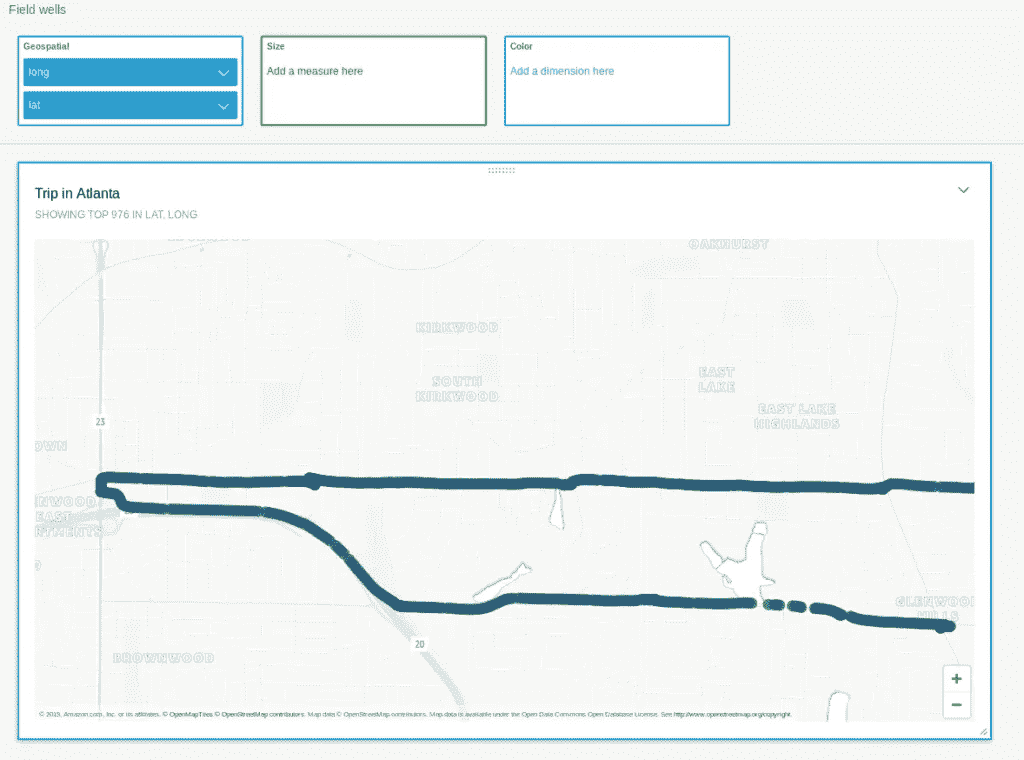 Field wells
Geospatial
Size
Color
long
Add a measure here
Add a dimension here
lat
Trip in Atlanta
SHOWING TOP 976 IN LAT, LONG
OAKHURST
KIRKWOOD
SOUTH
KIRKWOOD
EAST
LAKE
EAST LAKE
HIGHLANDS
23
OWN
NWOOD
EAST
RTMENTS
GLENWOO
HILLS
20
BROWNWOOD
+
−
© 2015, Amazon.com, Inc. or its affiliates. © OpenMapTiles © OpenStreetMap contributors. Map data © OpenStreetMap contributors. Map data is available under the Open Data Commons Open Database License. See http://www.openstreetmap.org/copyright.